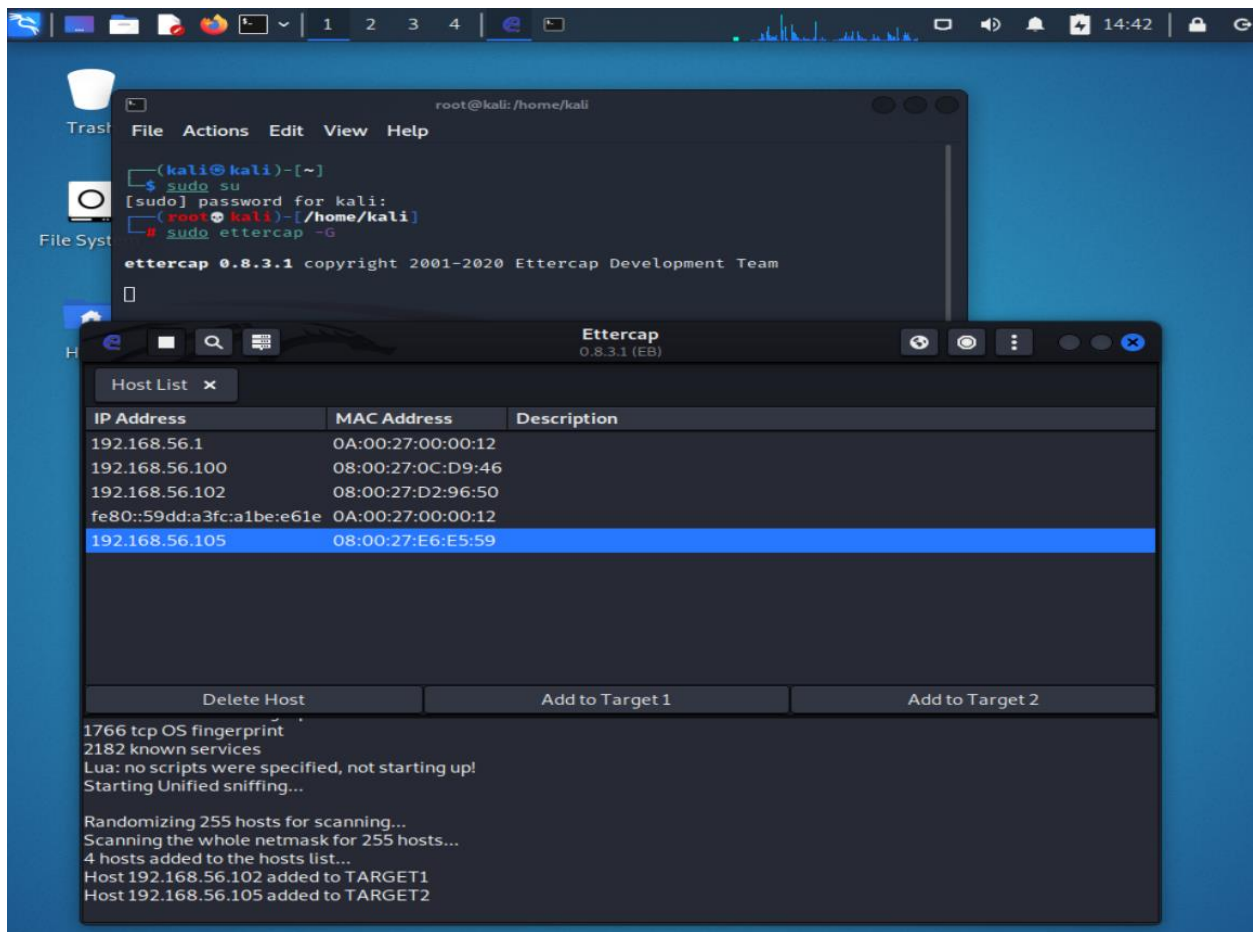 1 2 3 4 14:42
Trash
File System
H
root@kali: /home/kali
File Actions Edit View Help
┌──(kali㉿kali)-[~]
└─$ sudo su
[sudo] password for kali:
┌──(root💀kali)-[/home/kali]
└─# sudo ettercap -G
ettercap 0.8.3.1 copyright 2001-2020 Ettercap Development Team
Ettercap
0.8.3.1 (EB)
Host List ×
IP Address MAC Address Description
192.168.56.1 0A:00:27:00:00:12
192.168.56.100 08:00:27:0C:D9:46
192.168.56.102 08:00:27:D2:96:50
fe80::59dd:a3fc:a1be:e61e 0A:00:27:00:00:12
192.168.56.105 08:00:27:E6:E5:59
Delete Host Add to Target 1 Add to Target 2
1766 tcp OS fingerprint
2182 known services
Lua: no scripts were specified, not starting up!
Starting Unified sniffing...
Randomizing 255 hosts for scanning...
Scanning the whole netmask for 255 hosts...
4 hosts added to the hosts list...
Host 192.168.56.102 added to TARGET1
Host 192.168.56.105 added to TARGET2